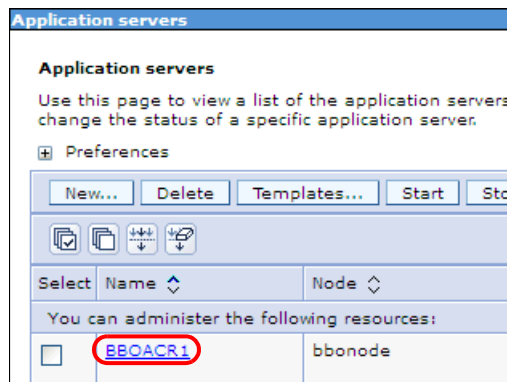 Application servers
Application servers
Use this page to view a list of the application servers
change the status of a specific application server.
Preferences
New... Delete Templates... Start
Select Name Node
You can administer the following resources:
BBOACR1 bbonode